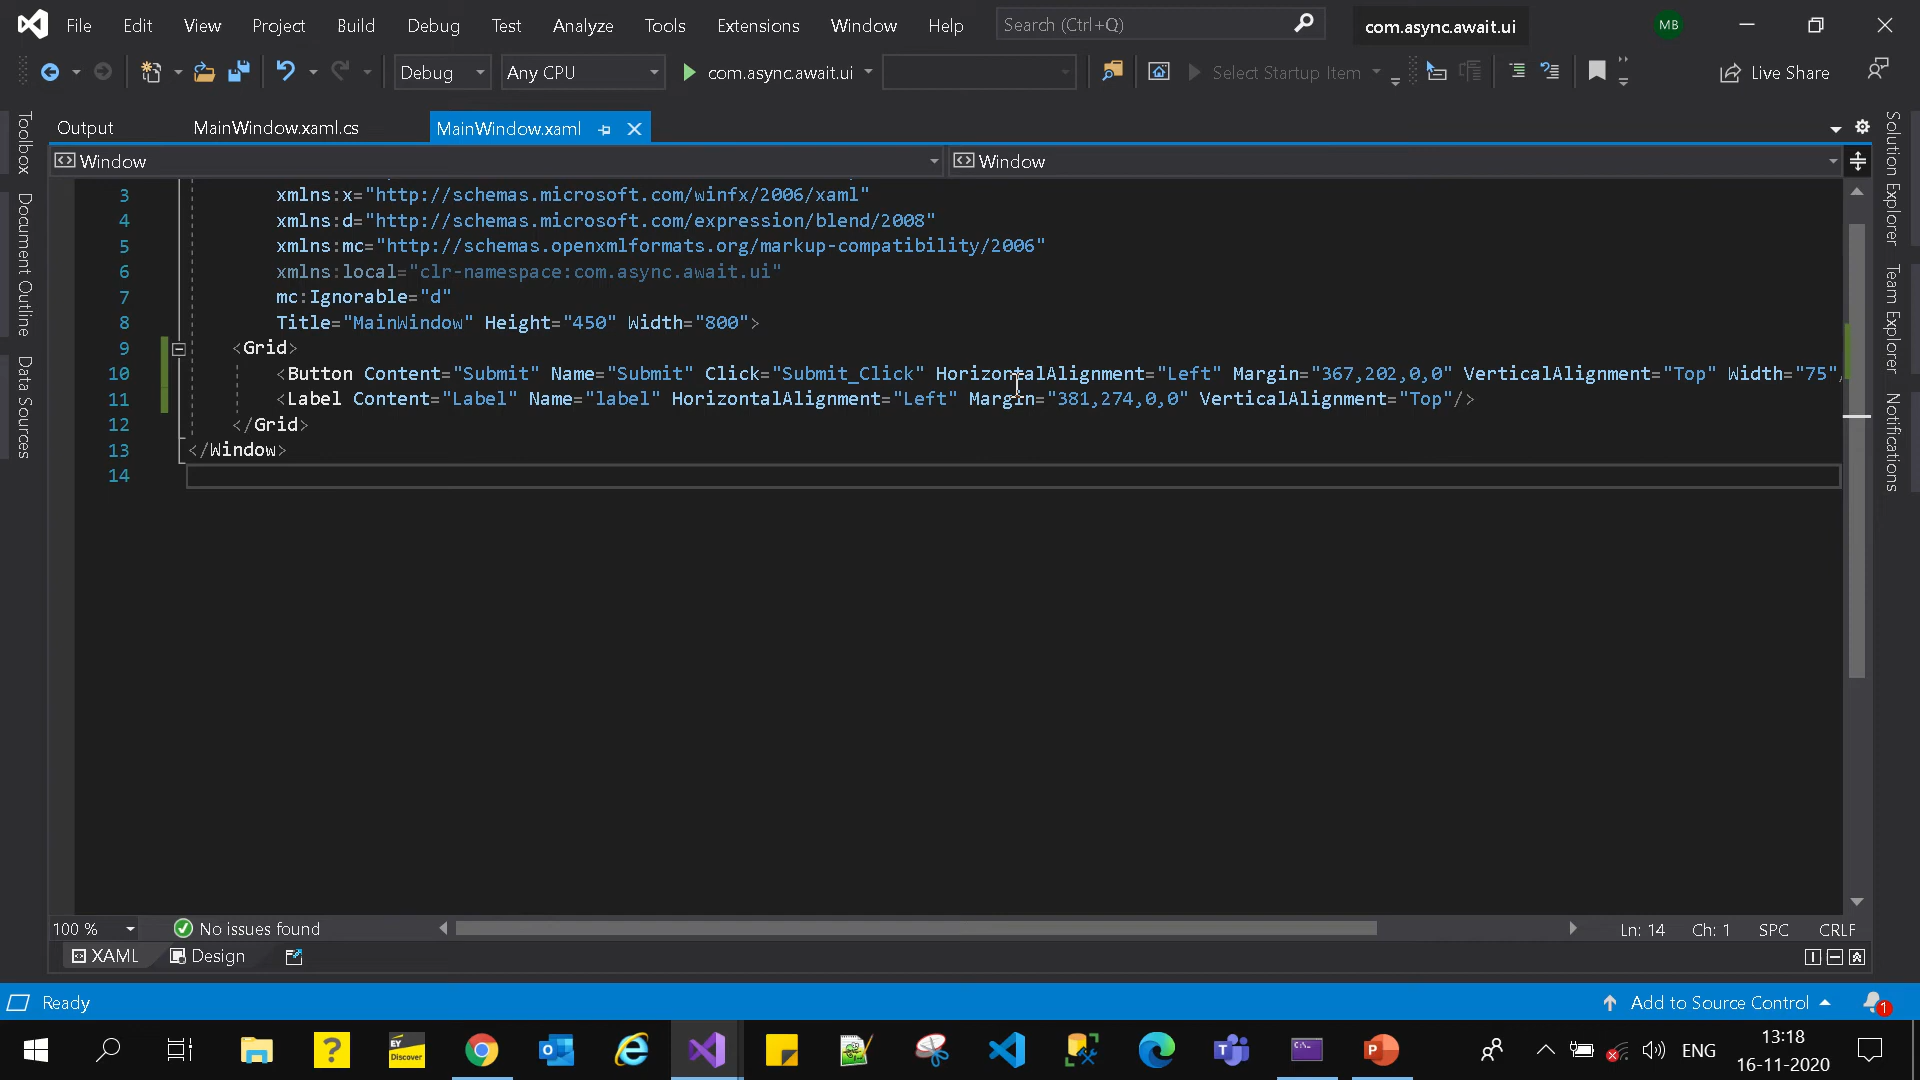 File Edit View Project Build Debug Test Analyze Tools Extensions Window Help Search (Ctrl+Q) com.async.await.ui MB
Debug Any CPU com.async.await.ui Select Startup Item Live Share
Output MainWindow.xaml.cs MainWindow.xaml
Window Window
3 xmlns:x="http://schemas.microsoft.com/winfx/2006/xaml"
4 xmlns:d="http://schemas.microsoft.com/expression/blend/2008"
5 xmlns:mc="http://schemas.openxmlformats.org/markup-compatibility/2006"
6 xmlns:local="clr-namespace:com.async.await.ui"
7 mc:Ignorable="d"
8 Title="MainWindow" Height="450" Width="800">
9 <Grid>
10 <Button Content="Submit" Name="Submit" Click="Submit_Click" HorizontalAlignment="Left" Margin="367,202,0,0" VerticalAlignment="Top" Width="75"/
11 <Label Content="Label" Name="label" HorizontalAlignment="Left" Margin="381,274,0,0" VerticalAlignment="Top"/>
12 </Grid>
13 </Window>
14
Toolbox
Document Outline
Data Sources
Solution Explorer
Team Explorer
Notifications
100 % No issues found Ln: 14 Ch: 1 SPC CRLF
XAML Design
Ready Add to Source Control 1
EY Discover ENG 13:18
16-11-2020